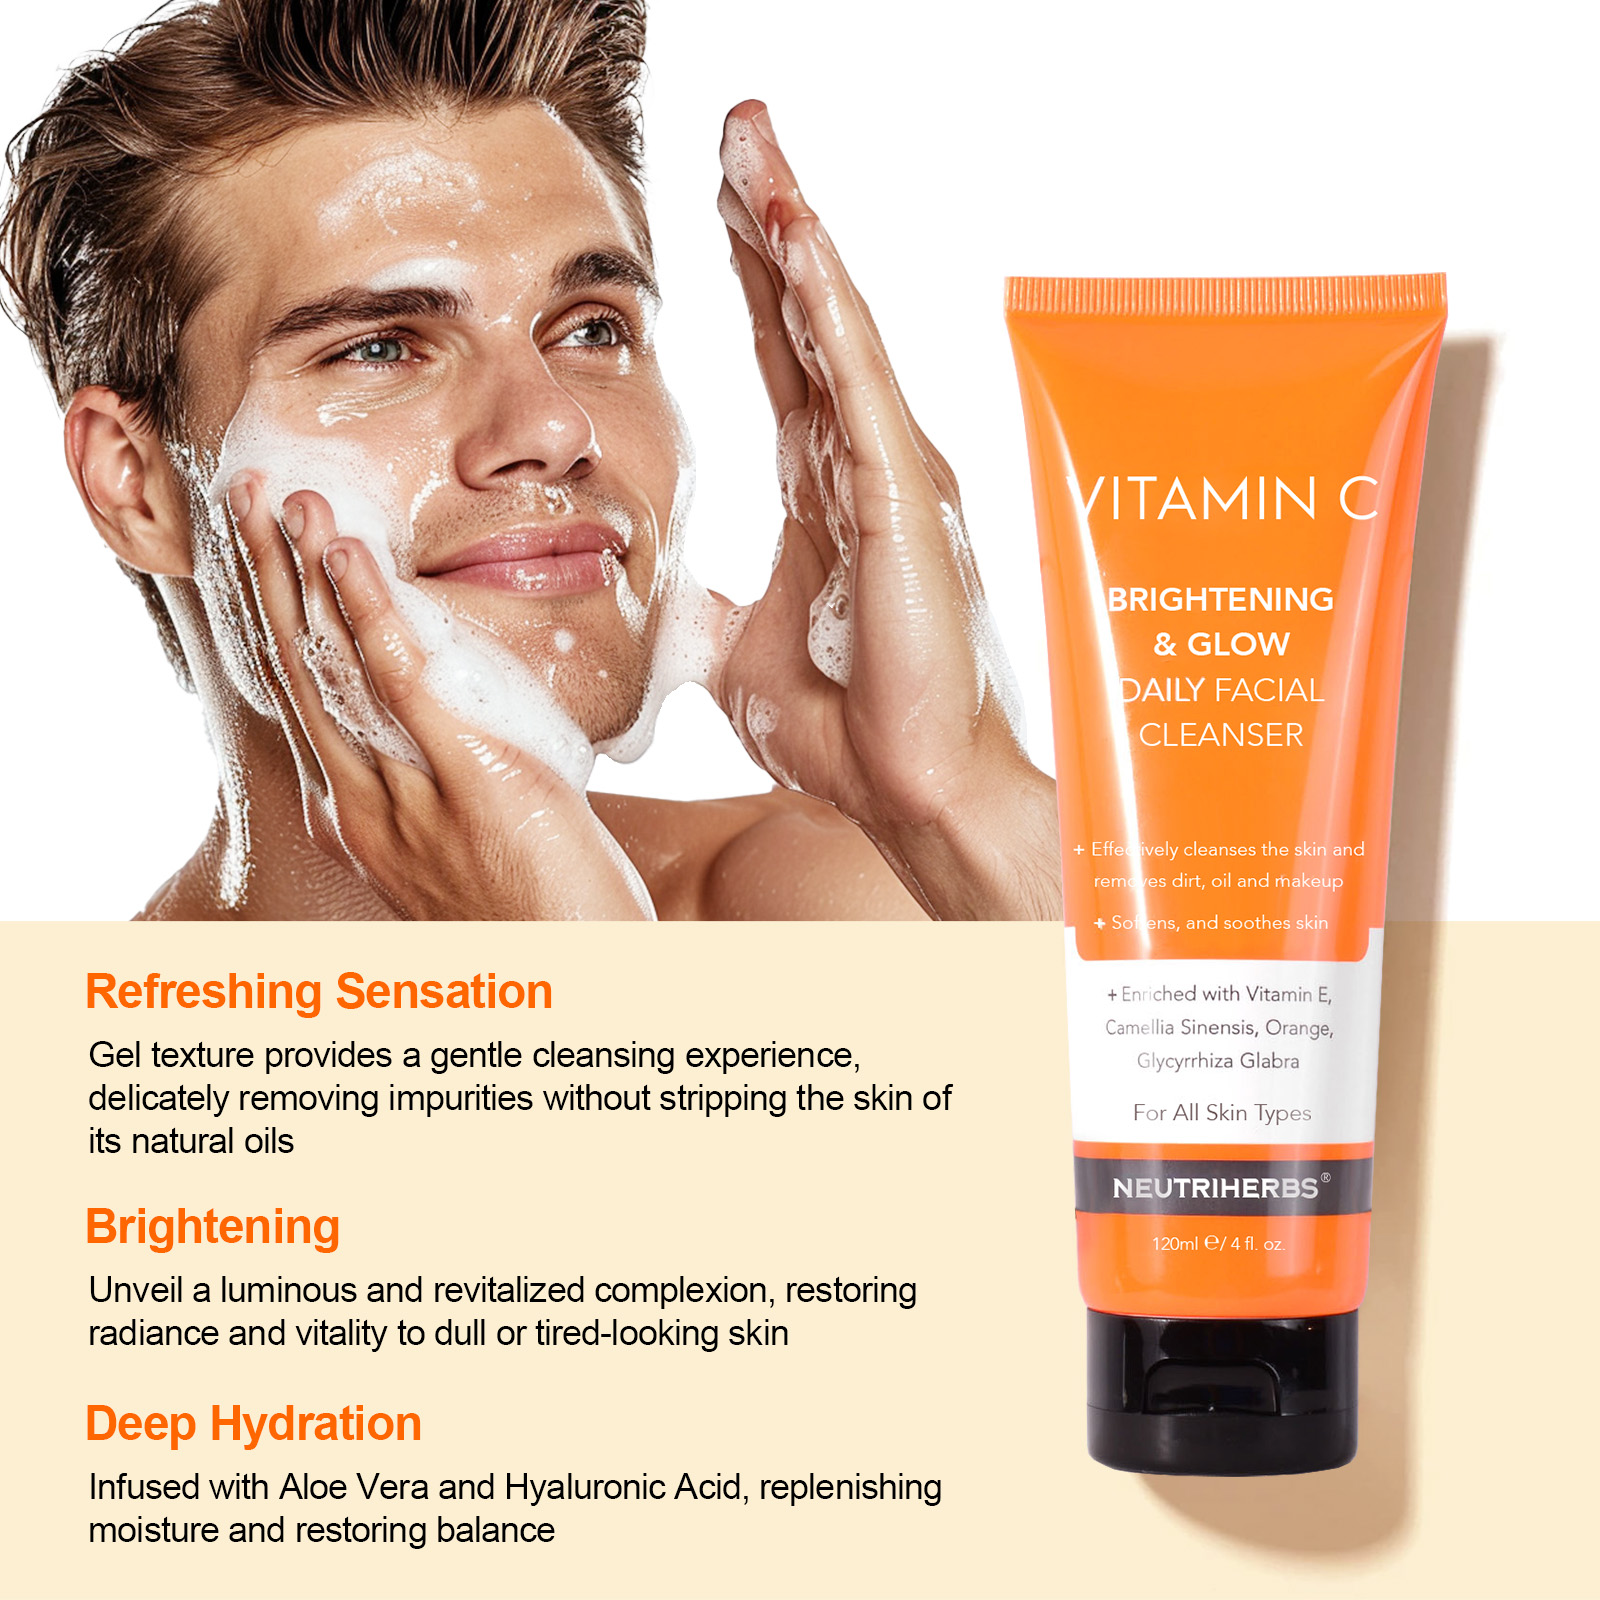 VITAMIN C
BRIGHTENING
& GLOW
DAILY FACIAL
CLEANSER
+ Effectively cleanses the skin and
removes dirt, oil and makeup
+ Softens, and soothes skin
+ Enriched with Vitamin E,
Camellia Sinensis, Orange,
Glycyrrhiza Glabra
For All Skin Types
NEUTRIHERBS®
120ml ℮/ 4 fl. oz.
Refreshing Sensation
Gel texture provides a gentle cleansing experience,
delicately removing impurities without stripping the skin of
its natural oils
Brightening
Unveil a luminous and revitalized complexion, restoring
radiance and vitality to dull or tired-looking skin
Deep Hydration
Infused with Aloe Vera and Hyaluronic Acid, replenishing
moisture and restoring balance